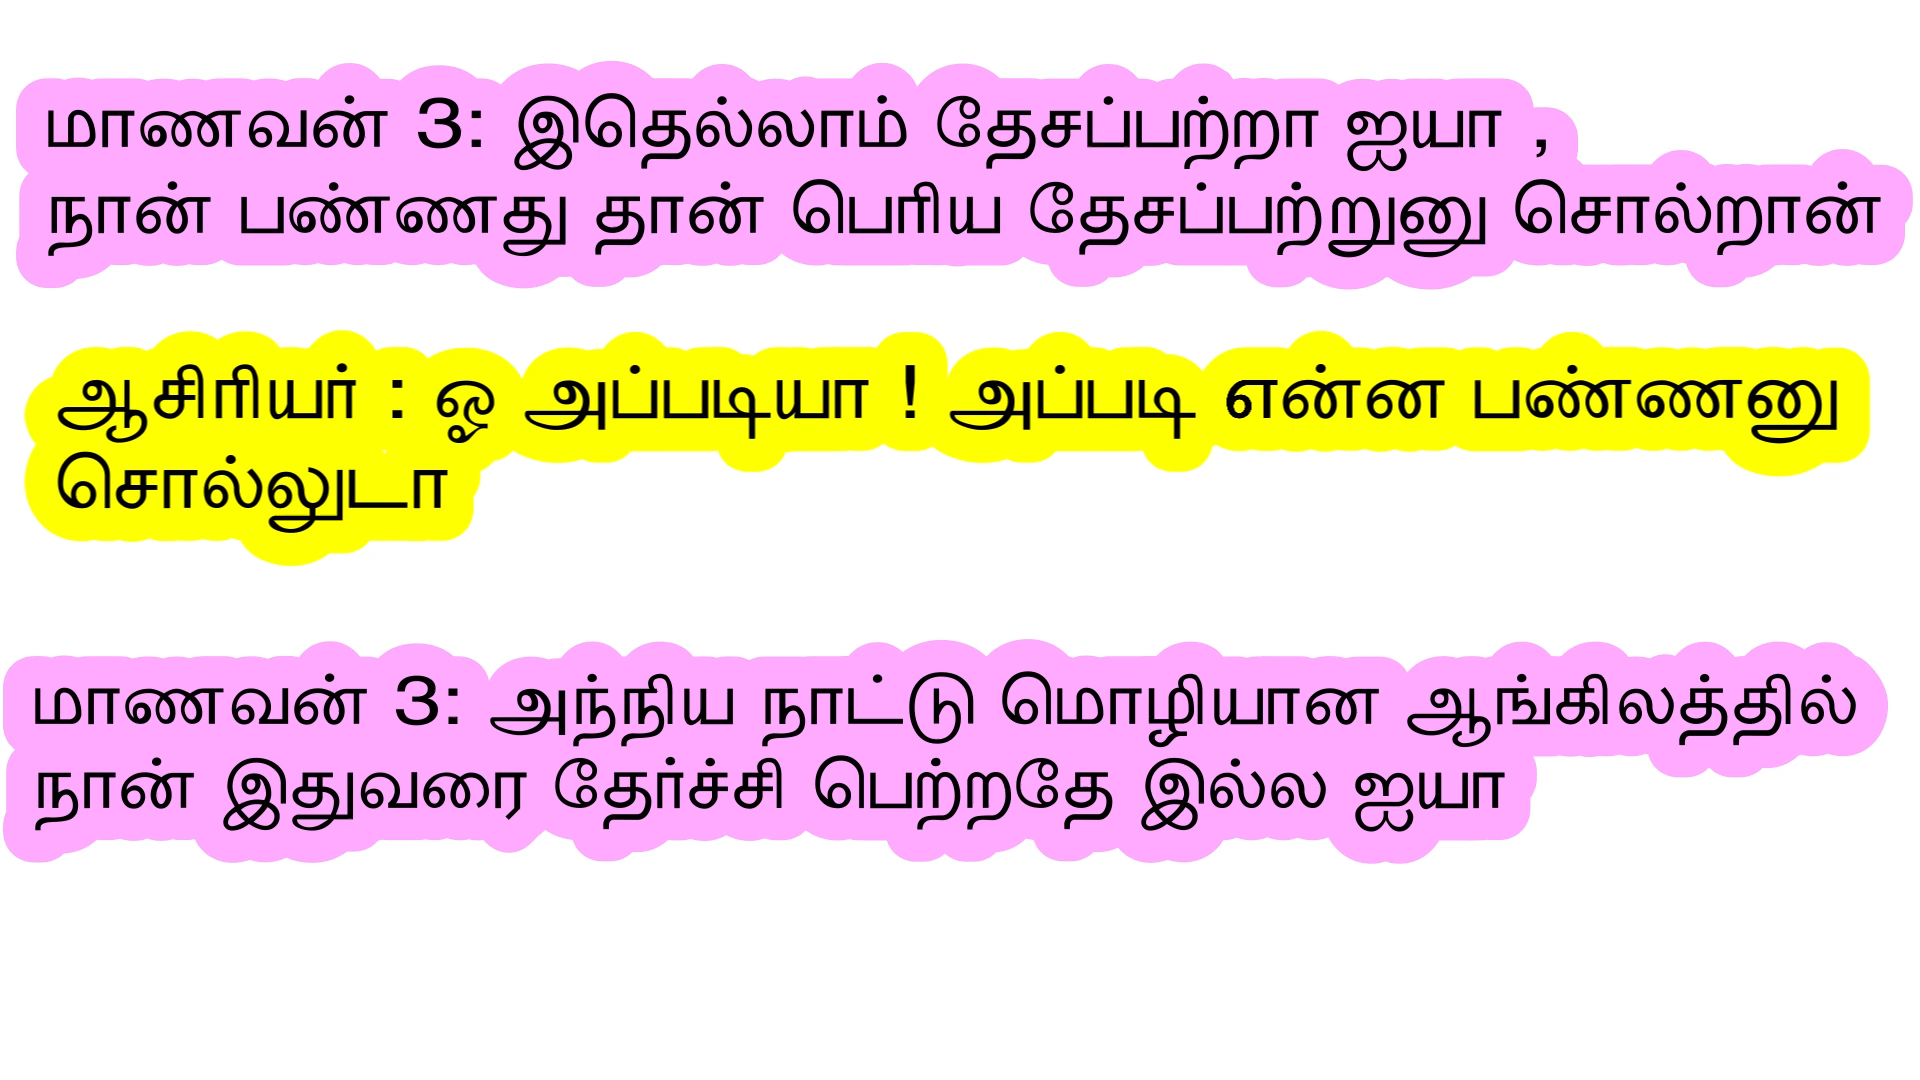 மாணவன் 3: இதெல்லாம் தேசப்பற்றா ஐயா ,
நான் பண்ணது தான் பெரிய தேசப்பற்றுனு சொல்றான்
ஆசிரியர் : ஓ அப்படியா ! அப்படி என்ன பண்ணனு
சொல்லுடா
மாணவன் 3: அந்நிய நாட்டு மொழியான ஆங்கிலத்தில்
நான் இதுவரை தேர்ச்சி பெற்றதே இல்ல ஐயா